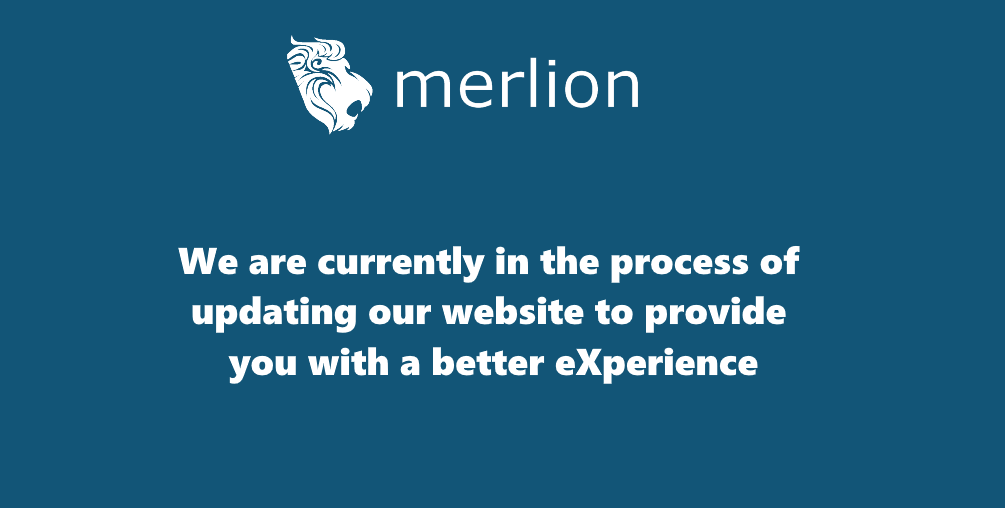 merlion
We are currently in the process of
updating our website to provide
you with a better eXperience